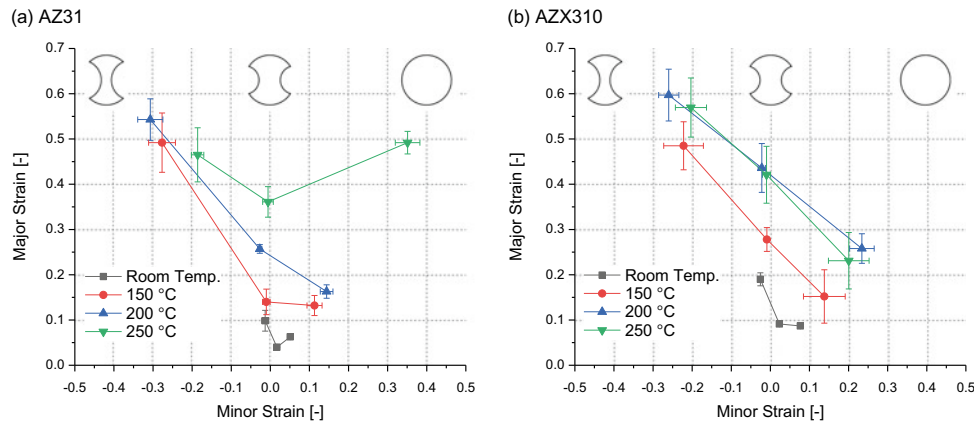 (a) AZ31
(b) AZX310
0.7
0.6
0.5
0.4
0.3
0.2
0.1
0.0
Major Strain [-]
Room Temp.
150 °C
200 °C
250 °C
-0.5 -0.4 -0.3 -0.2 -0.1 0.0 0.1 0.2 0.3 0.4 0.5
Minor Strain [-]
0.7
0.6
0.5
0.4
0.3
0.2
0.1
0.0
Major Strain [-]
Room Temp.
150 °C
200 °C
250 °C
-0.5 -0.4 -0.3 -0.2 -0.1 0.0 0.1 0.2 0.3 0.4 0.5
Minor Strain [-]